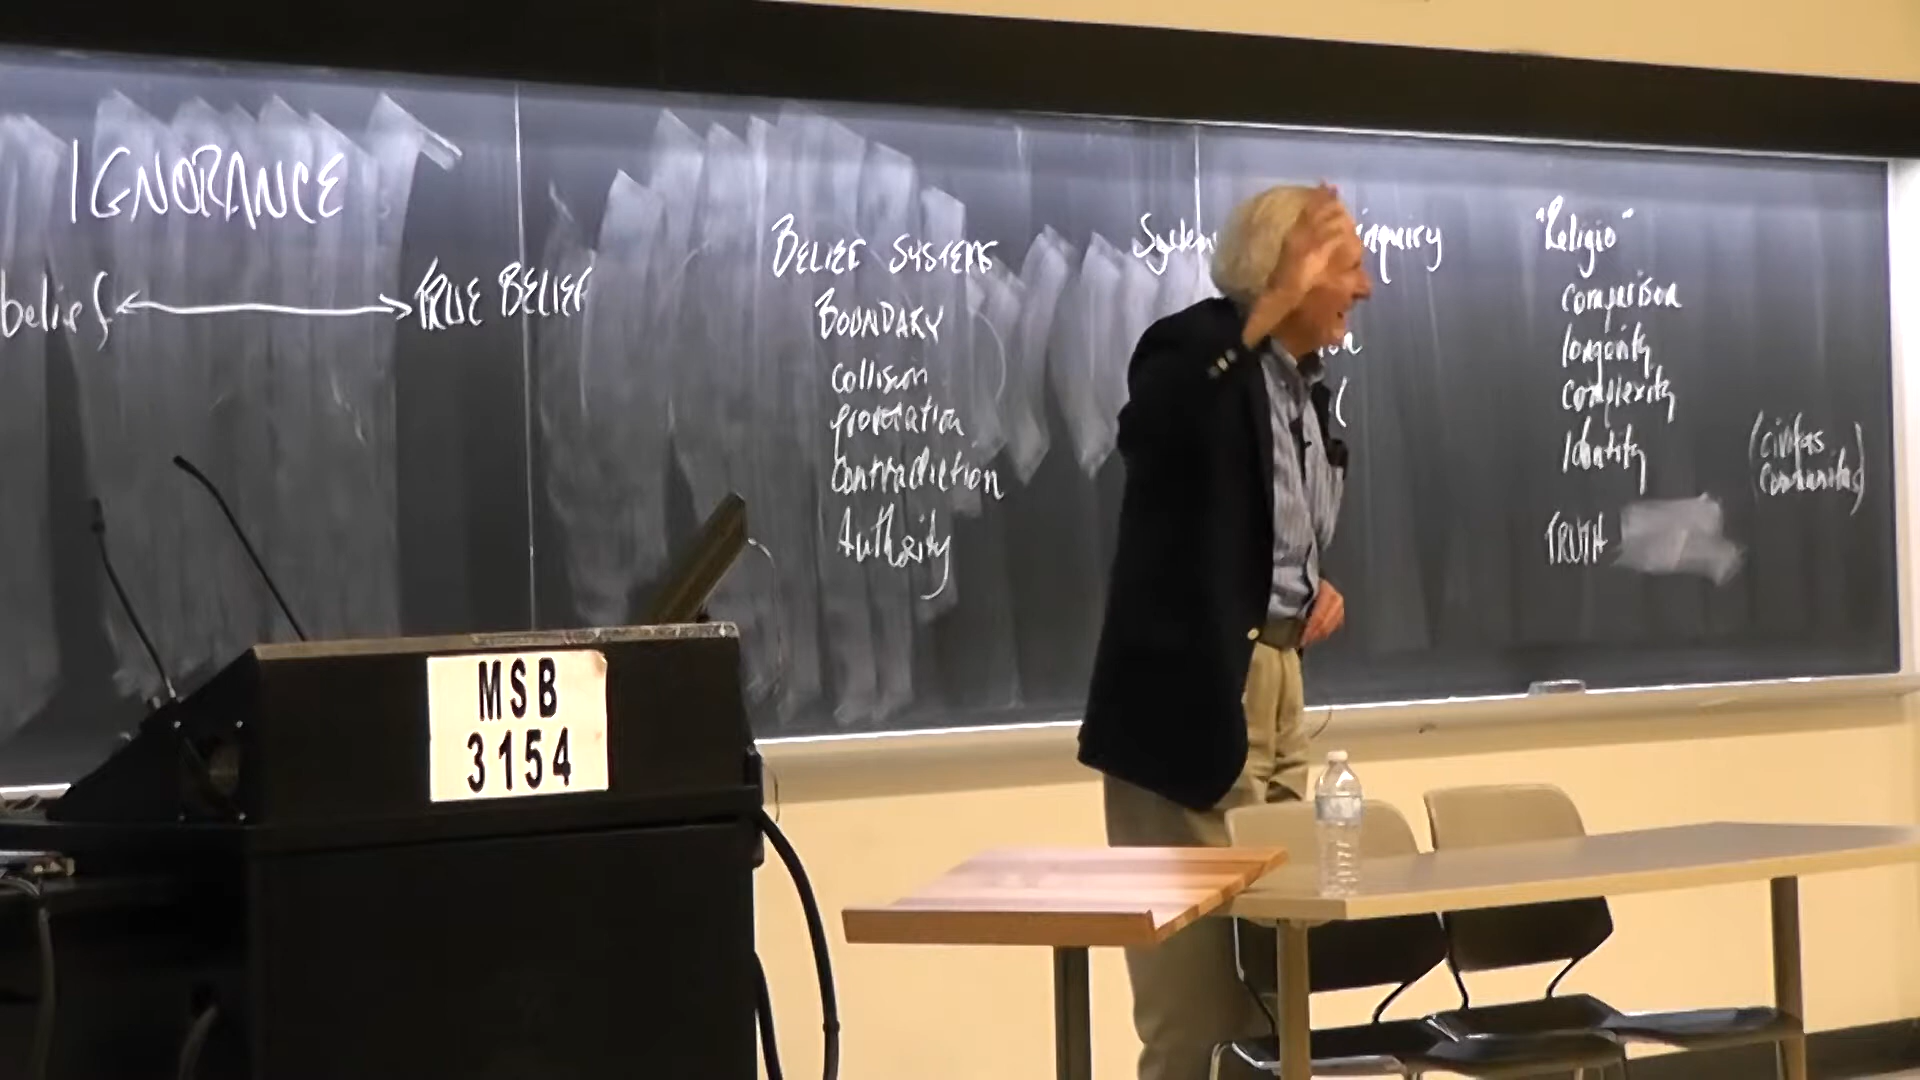 IGNORANCE
belief ↔ TRUE BELIEF
BELIEF SYSTEMS
BOUNDARY
collision
provocation
contradiction
Authority
inquiry
"Religio"
comparison
longevity
complexity
Identity
(civitas
communitas)
TRUTH
MSB
3154